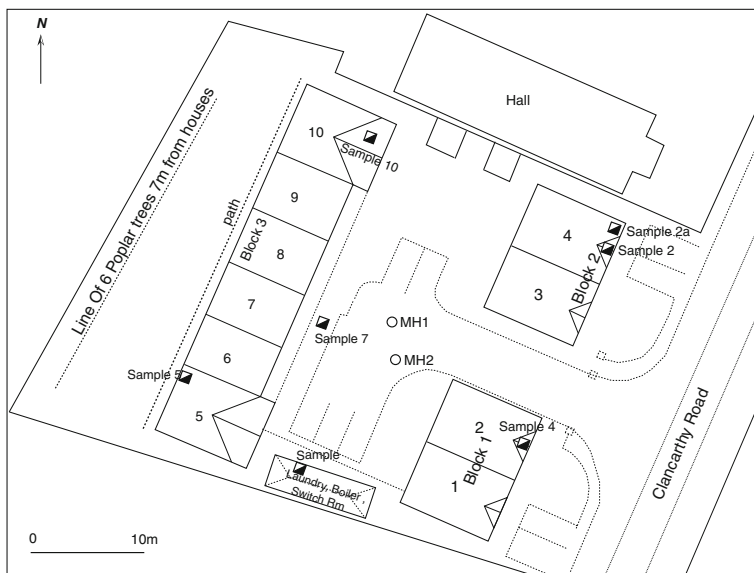 N
Hall
10
Sample 10
Line Of 6 Poplar trees 7m from houses
path
9
Block 3
8
4
Sample 2a
Sample 2
Block 2
3
7
Sample 7
MH1
MH2
6
Sample 5
5
2
Sample 4
Block 1
1
Sample
Laundry, Boiler,
Switch Rm
Clancarthy Road
0 10m